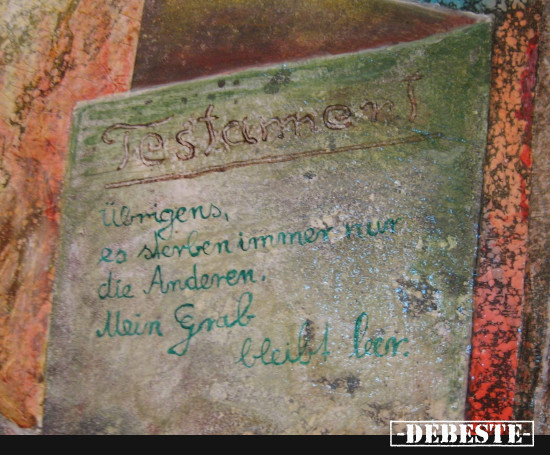 Testament
Übrigens,
es sterben immer nur
die Anderen.
Mein Grab
bleibt leer.
-DEBESTE-